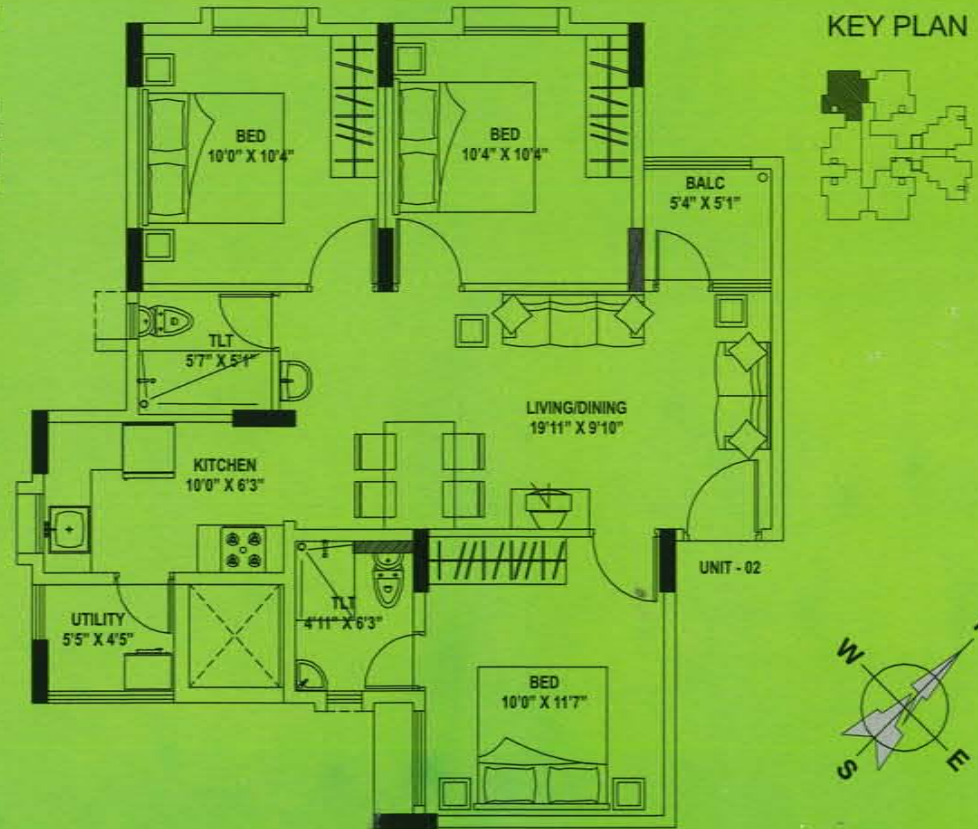 KEY PLAN
BED
10'0" X 10'4"
BED
10'4" X 10'4"
BALC
5'4" X 5'1"
TLT
5'7" X 5'1"
LIVING/DINING
19'11" X 9'10"
KITCHEN
10'0" X 6'3"
UNIT - 02
UTILITY
5'5" X 4'5"
TLT
4'11" X 6'3"
BED
10'0" X 11'7"
W
S
E